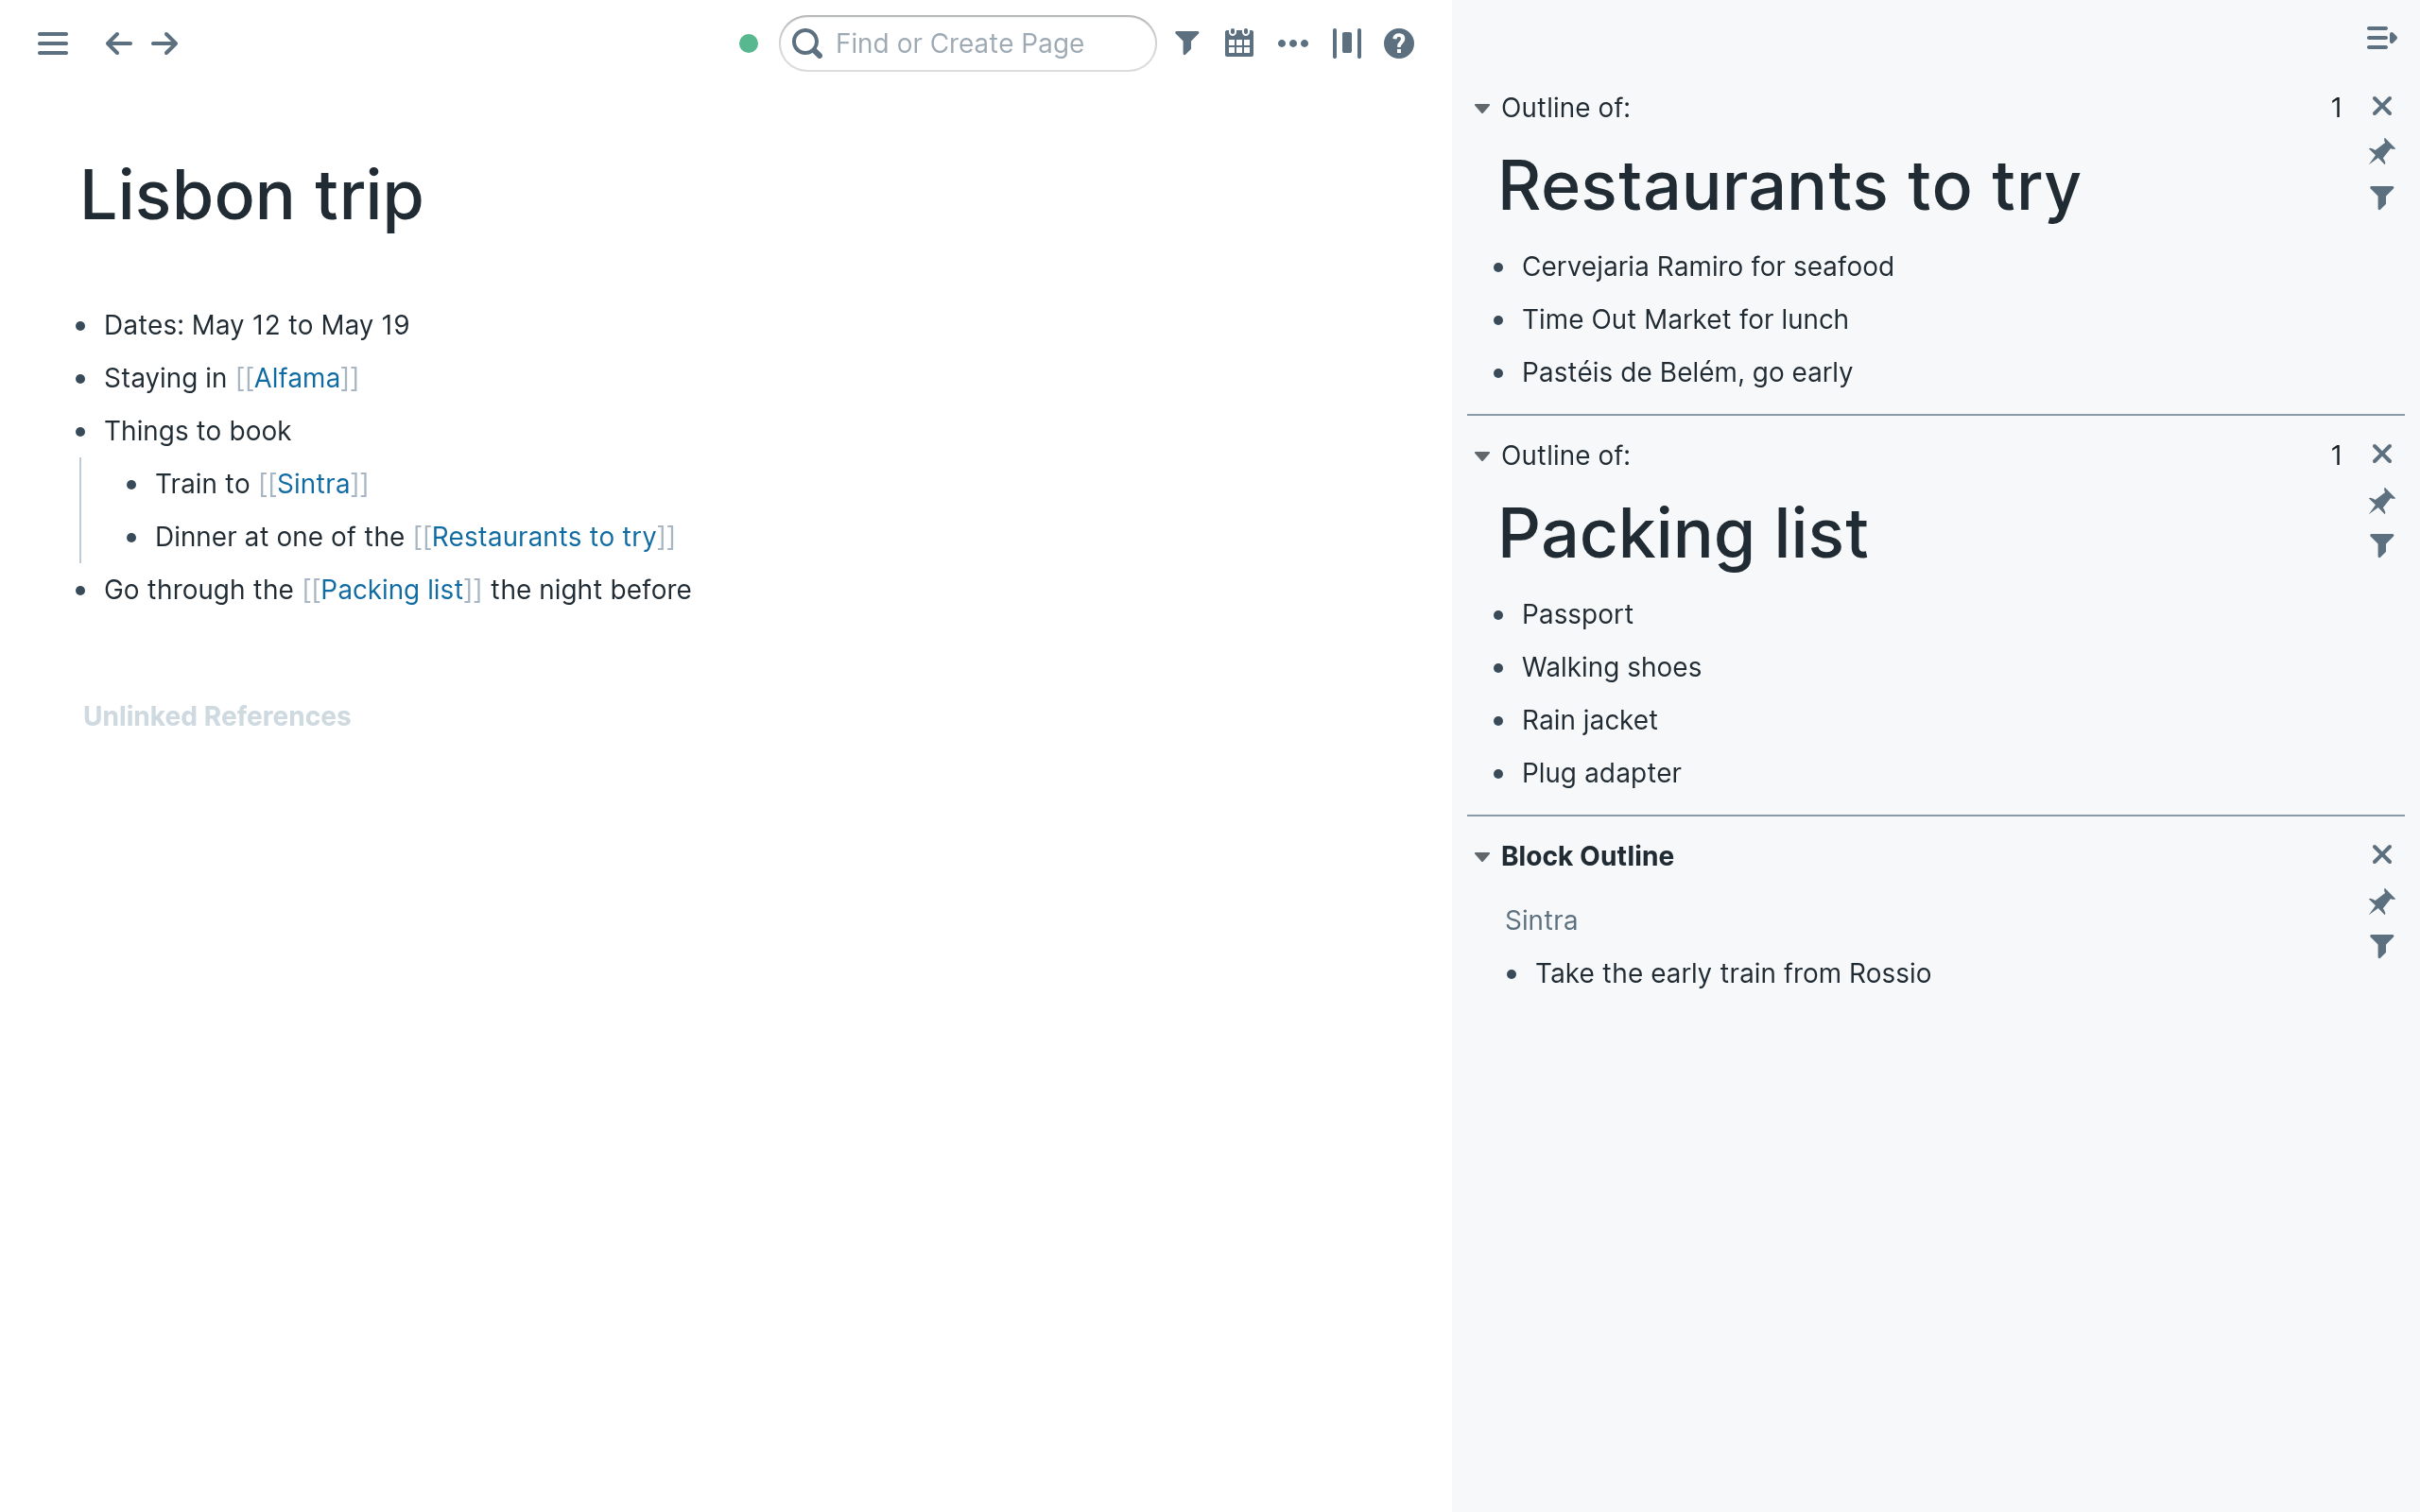 Find or Create Page
Lisbon trip
Dates: May 12 to May 19
Staying in [[Alfama]]
Things to book
Train to [[Sintra]]
Dinner at one of the [[Restaurants to try]]
Go through the [[Packing list]] the night before
Unlinked References
Outline of: 1
Restaurants to try
Cervejaria Ramiro for seafood
Time Out Market for lunch
Pastéis de Belém, go early
Outline of: 1
Packing list
Passport
Walking shoes
Rain jacket
Plug adapter
Block Outline
Sintra
Take the early train from Rossio